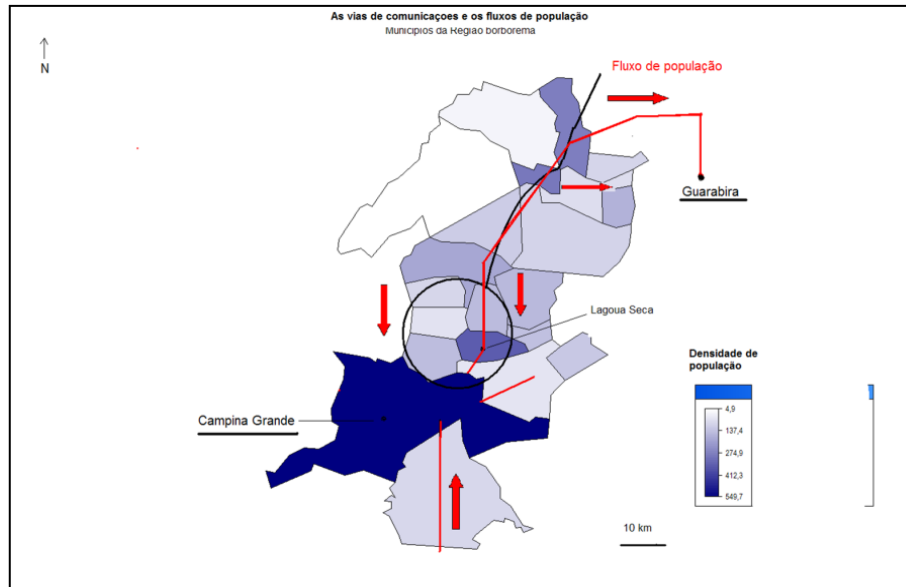 As vias de comunicaçoes e os fluxos de população
Municípios da Região borborema
N
Fluxo de população
Guarabira
Lagoua Seca
Campina Grande
Densidade de
população
4,9
137,4
274,9
412,3
549,7
10 km